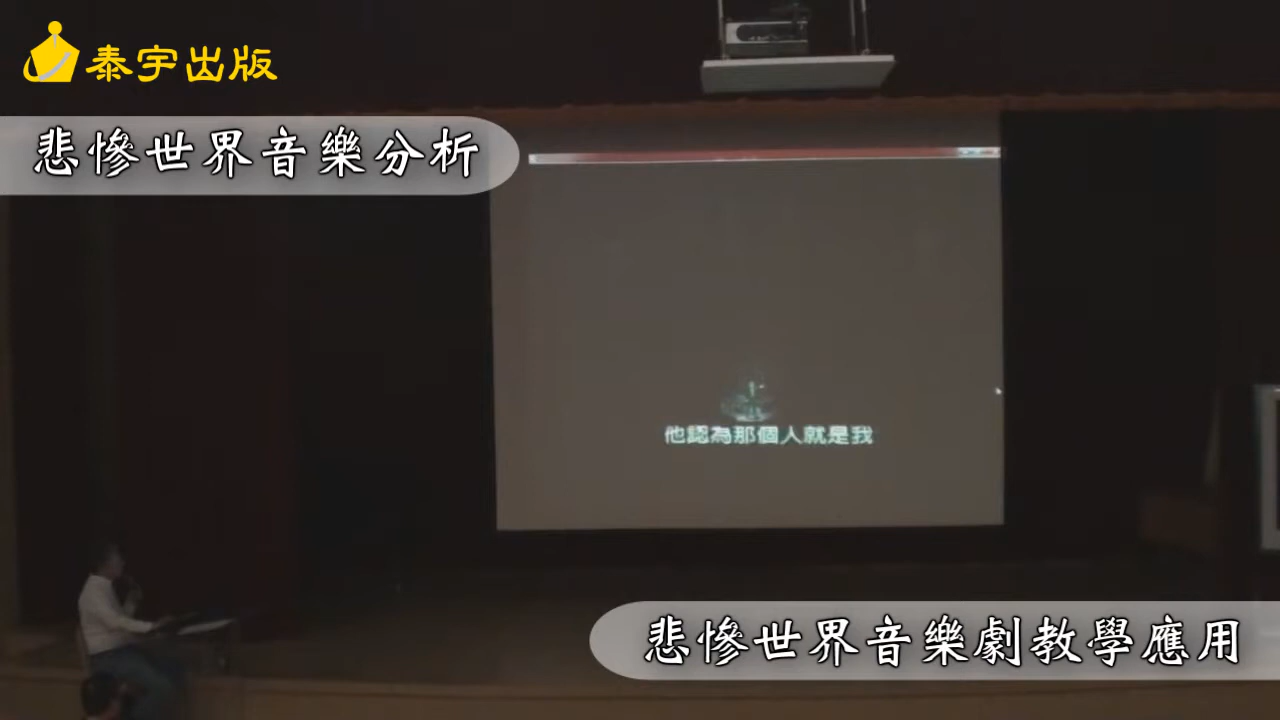 泰宇出版
悲慘世界音樂分析
他認為那個人就是我
悲慘世界音樂劇教學應用